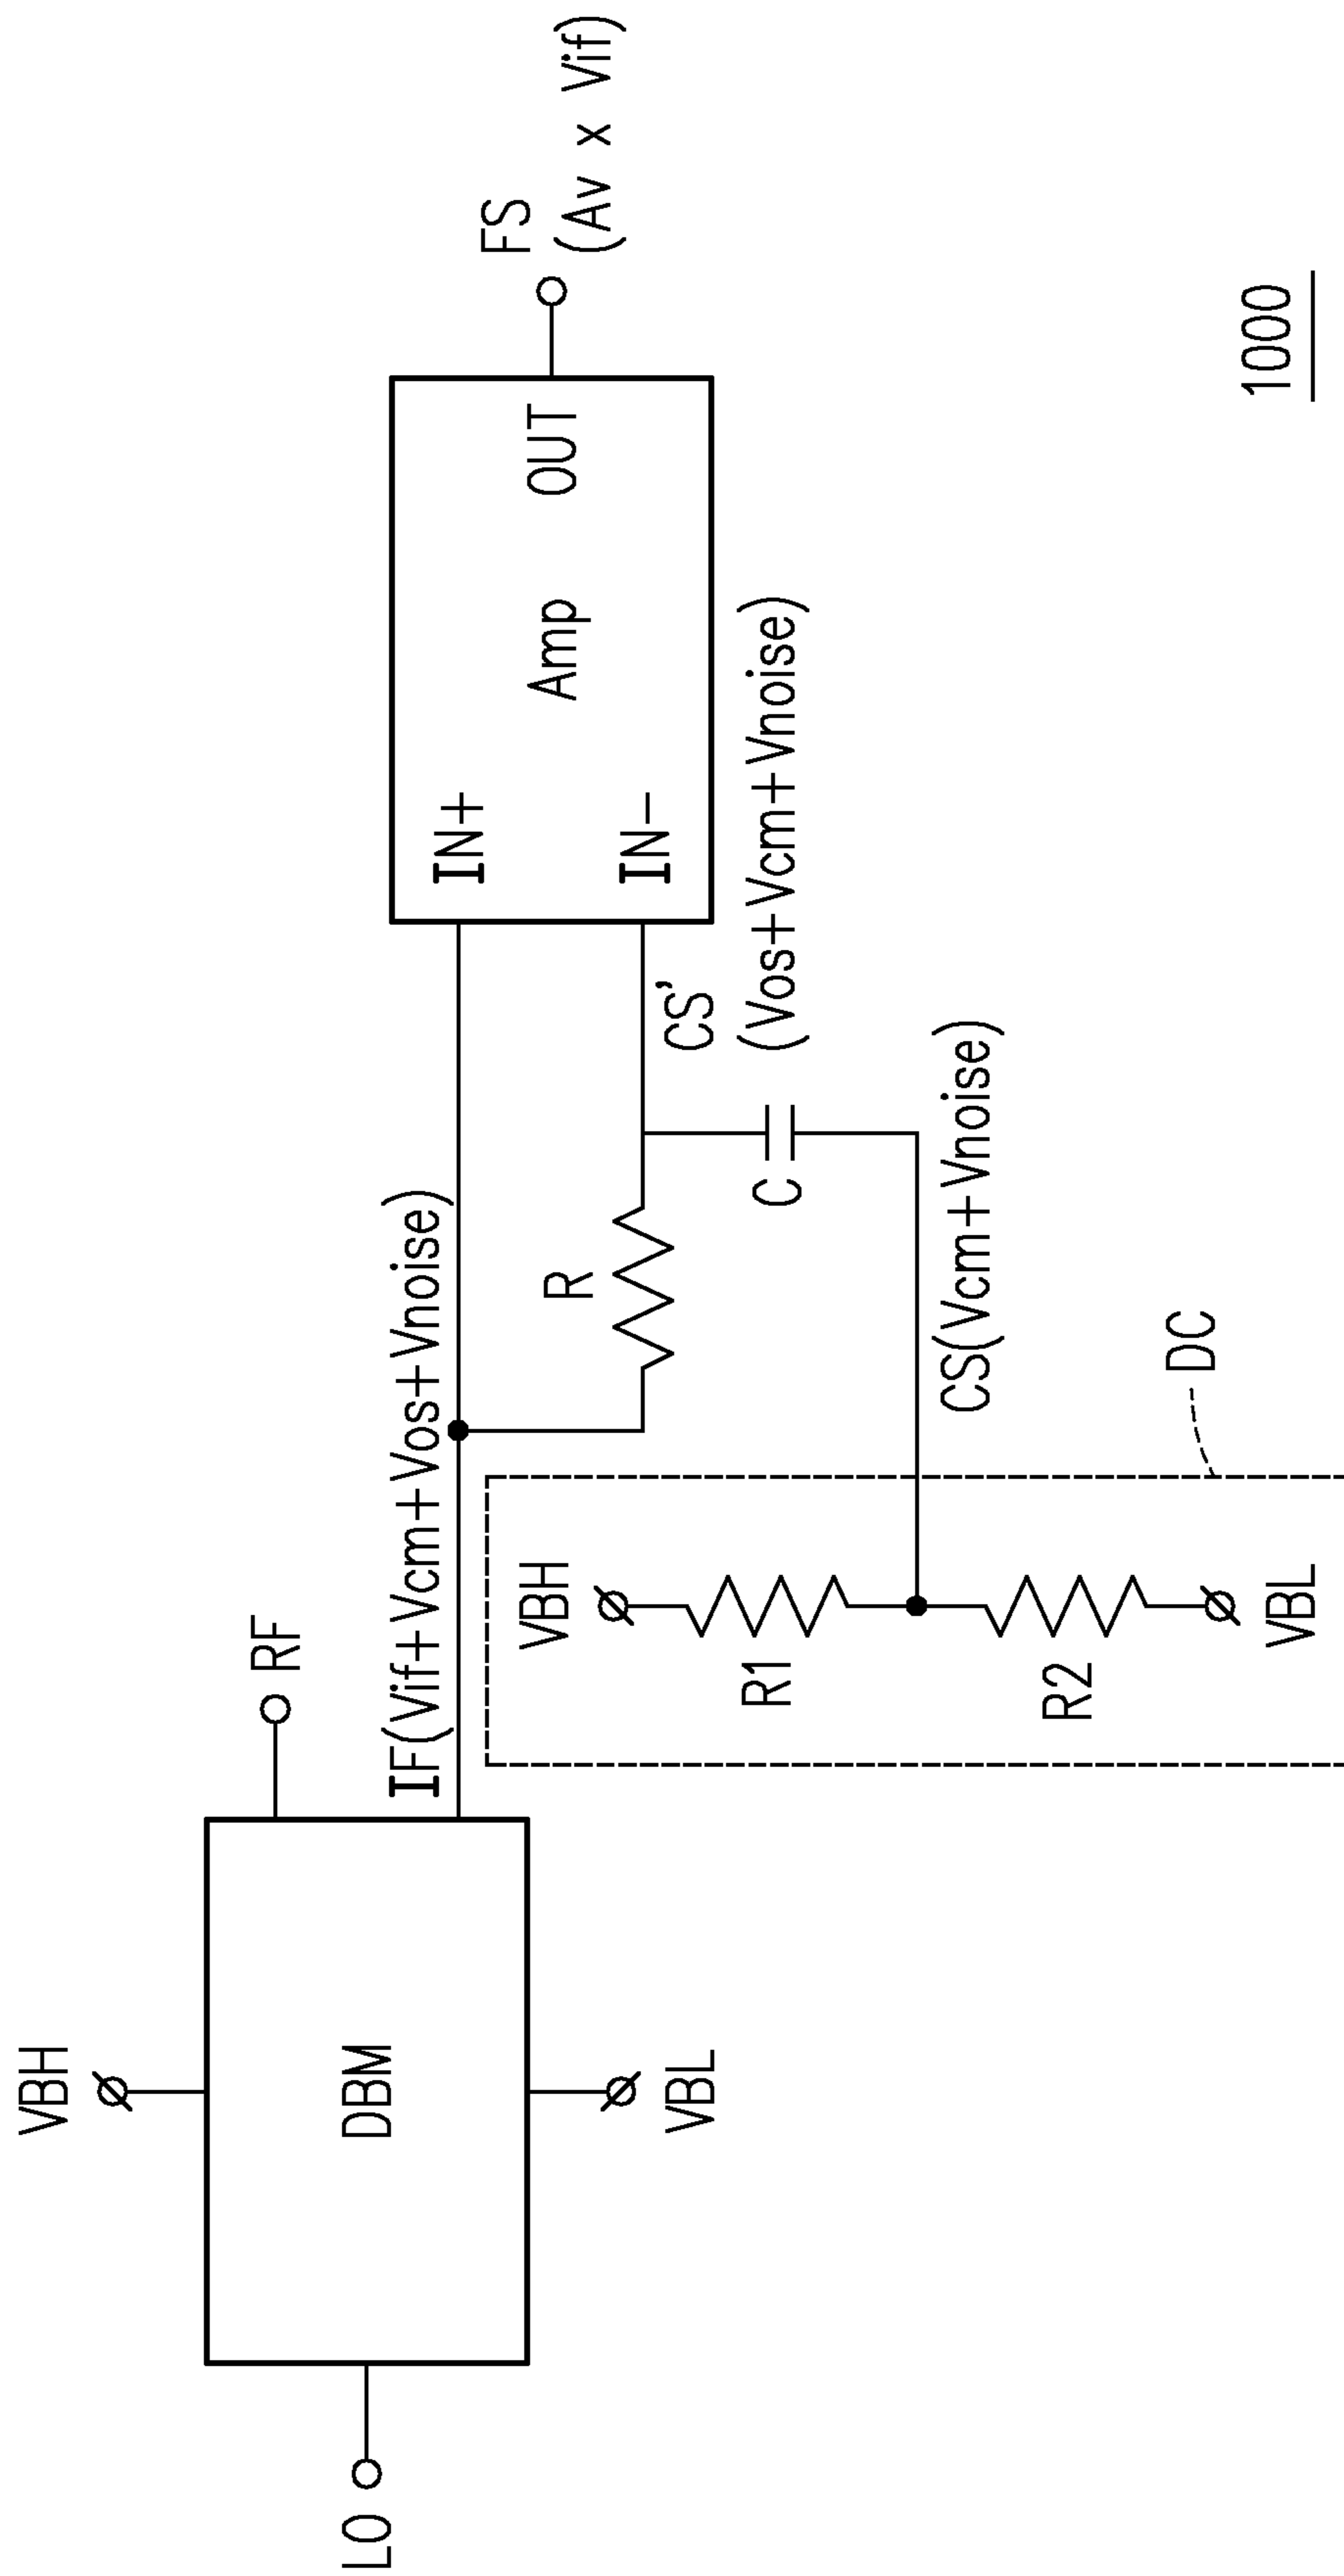 VBH
LO
DBM
RF
VBL
IF(Vif+Vcm+Vos+Vnoise)
IN+
IN-
Amp
OUT
FS
(Av x Vif)
R
CS'
(Vos+Vcm+Vnoise)
C
CS(Vcm+Vnoise)
VBH
R1
R2
VBL
DC
1000